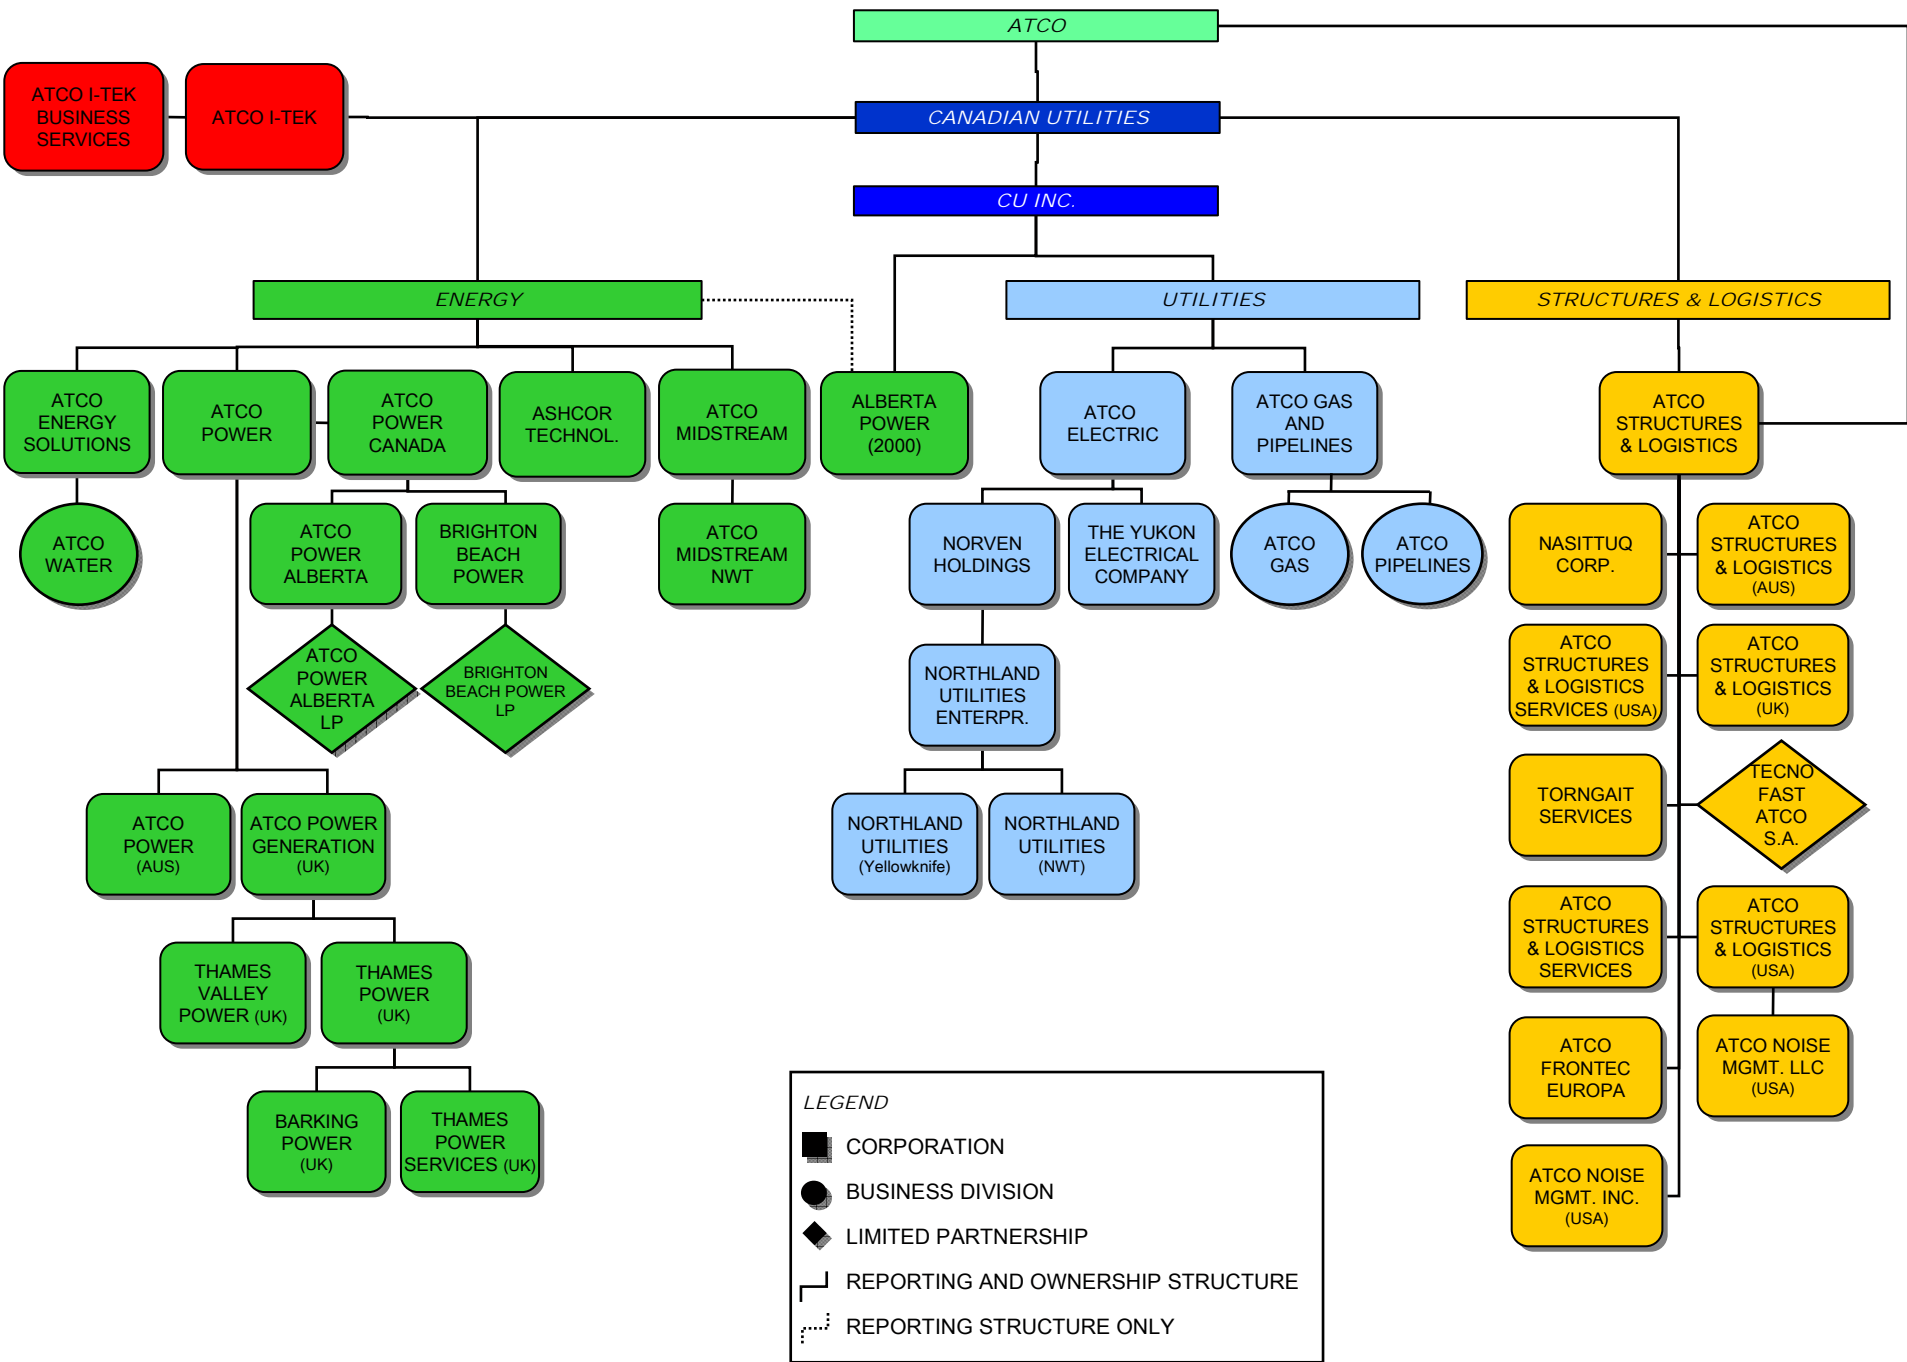 ATCO
ATCO I-TEK
BUSINESS
SERVICES
ATCO I-TEK
CANADIAN UTILITIES
CU INC.
ENERGY
UTILITIES
STRUCTURES & LOGISTICS
ATCO
ENERGY
SOLUTIONS
ATCO
POWER
ATCO
POWER
CANADA
ASHCOR
TECHNOL.
ATCO
MIDSTREAM
ALBERTA
POWER
(2000)
ATCO
ELECTRIC
ATCO GAS
AND
PIPELINES
ATCO
STRUCTURES
& LOGISTICS
ATCO
WATER
ATCO
POWER
ALBERTA
BRIGHTON
BEACH
POWER
ATCO
MIDSTREAM
NWT
NORVEN
HOLDINGS
THE YUKON
ELECTRICAL
COMPANY
ATCO
GAS
ATCO
PIPELINES
NASITTUQ
CORP.
ATCO
STRUCTURES
& LOGISTICS
(AUS)
ATCO
POWER
ALBERTA
LP
BRIGHTON
BEACH POWER
LP
NORTHLAND
UTILITIES
ENTERPR.
ATCO
STRUCTURES
& LOGISTICS
SERVICES (USA)
ATCO
STRUCTURES
& LOGISTICS
(UK)
ATCO
POWER
(AUS)
ATCO POWER
GENERATION
(UK)
NORTHLAND
UTILITIES
(Yellowknife)
NORTHLAND
UTILITIES
(NWT)
TORNGAIT
SERVICES
TECNO
FAST
ATCO
S.A.
THAMES
VALLEY
POWER (UK)
THAMES
POWER
(UK)
ATCO
STRUCTURES
& LOGISTICS
SERVICES
ATCO
STRUCTURES
& LOGISTICS
(USA)
BARKING
POWER
(UK)
THAMES
POWER
SERVICES (UK)
ATCO
FRONTEC
EUROPA
ATCO NOISE
MGMT. LLC
(USA)
ATCO NOISE
MGMT. INC.
(USA)
LEGEND
CORPORATION
BUSINESS DIVISION
LIMITED PARTNERSHIP
REPORTING AND OWNERSHIP STRUCTURE
REPORTING STRUCTURE ONLY